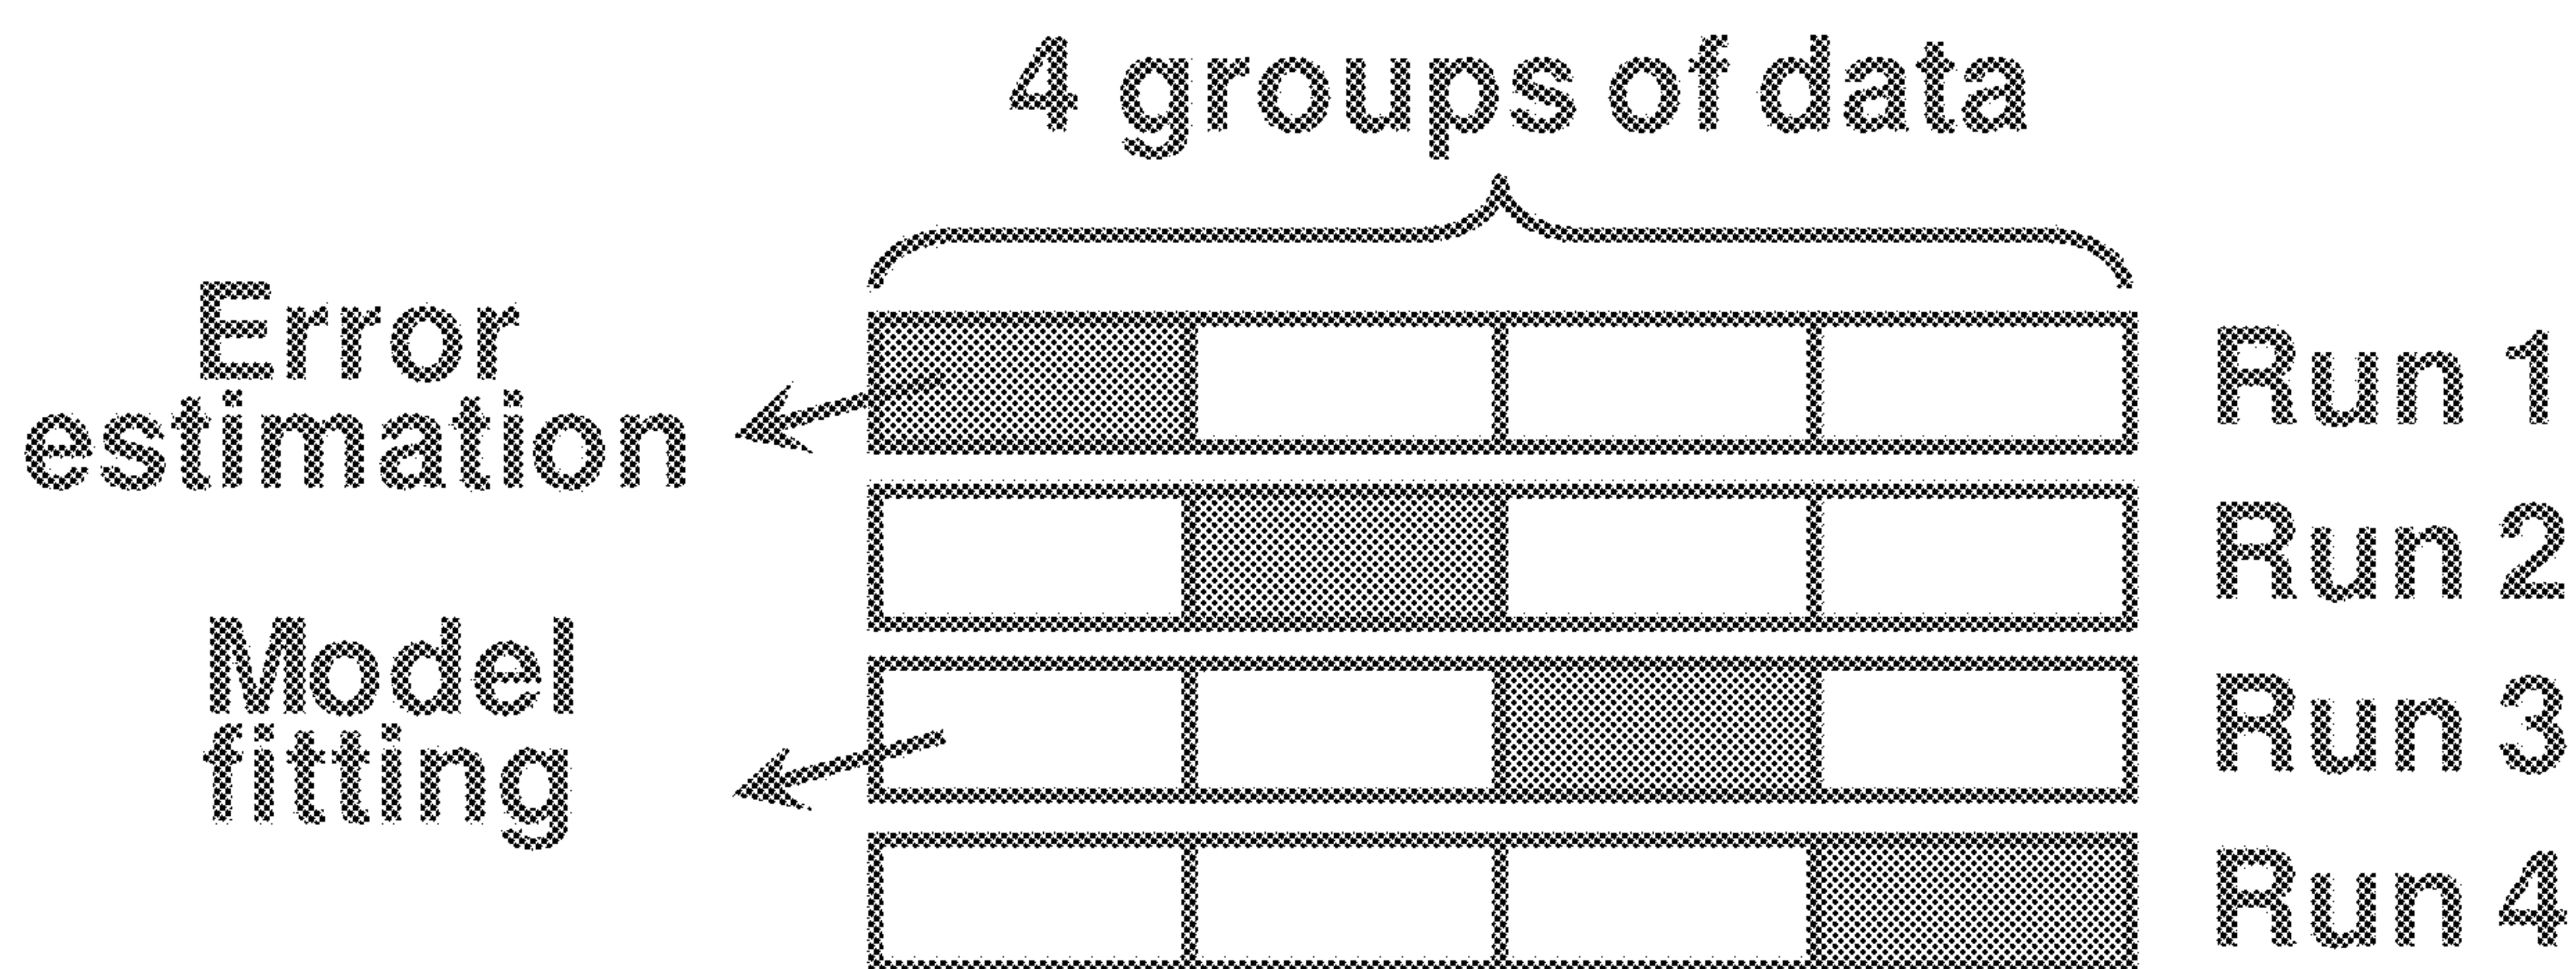 4 groups of data
Error
estimation
Run 1
Run 2
Model
fitting
Run 3
Run 4